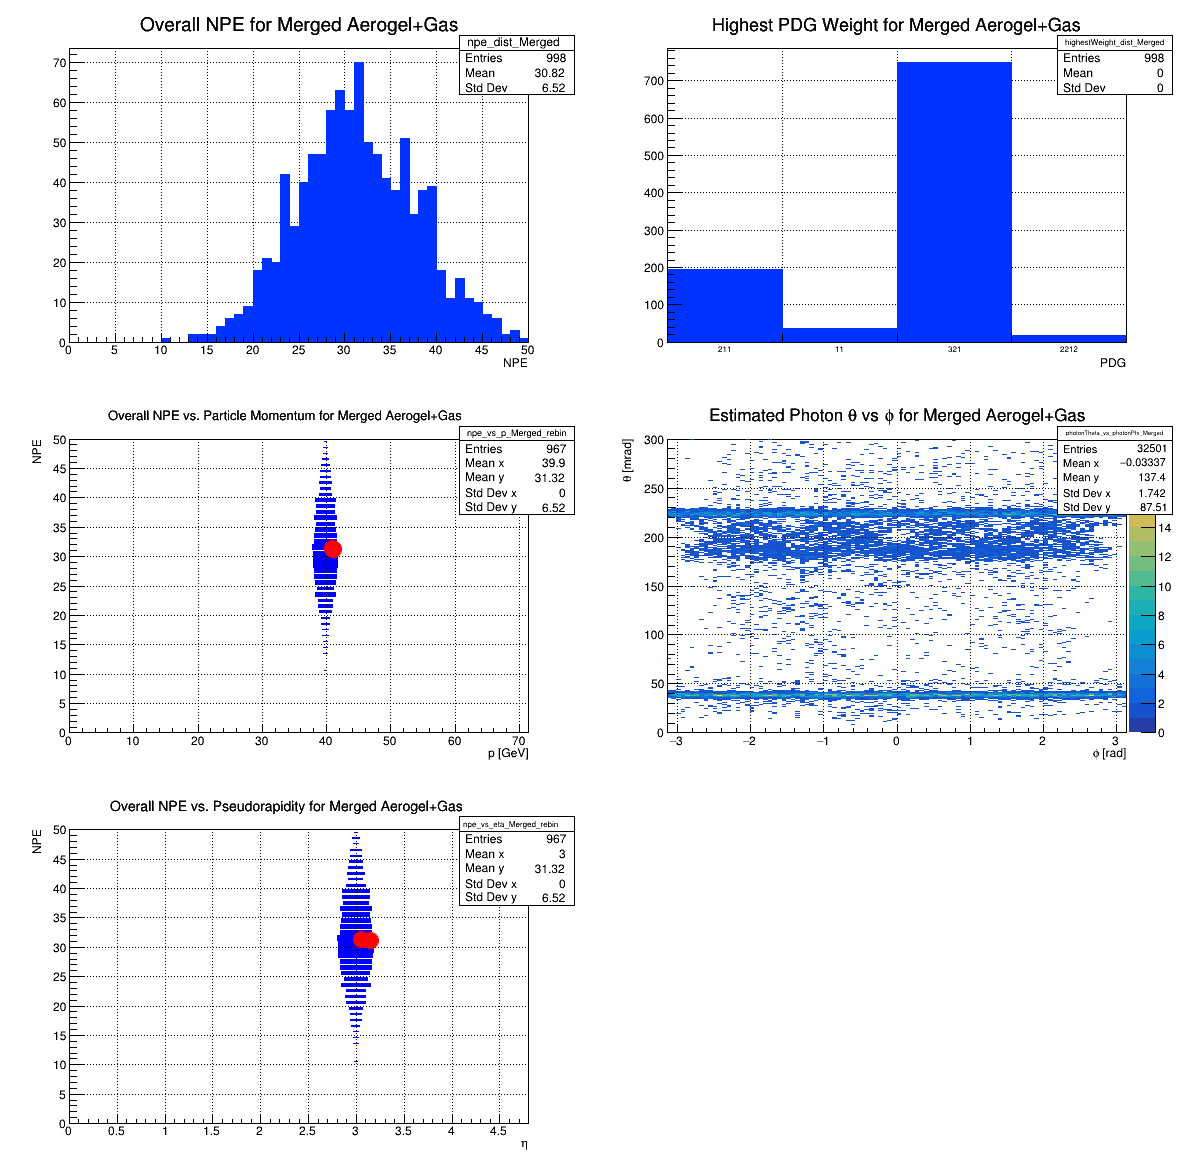 Overall NPE for Merged Aerogel+Gas
npe_dist_Merged
Entries 998
Mean 30.82
Std Dev 6.52
70
60
50
40
30
20
10
0
0 5 10 15 20 25 30 35 40 45 50
NPE
Highest PDG Weight for Merged Aerogel+Gas
highestWeight_dist_Merged
Entries 998
Mean 0
Std Dev 0
700
600
500
400
300
200
100
0
211 11 321 2212
PDG
Overall NPE vs. Particle Momentum for Merged Aerogel+Gas
npe_vs_p_Merged_rebin
Entries 967
Mean x 39.9
Mean y 31.32
Std Dev x 0
Std Dev y 6.52
NPE
50
45
40
35
30
25
20
15
10
5
0
0 10 20 30 40 50 60 70
p [GeV]
Estimated Photon θ vs ϕ for Merged Aerogel+Gas
photonTheta_vs_photonPhi_Merged
Entries 32501
Mean x −0.03337
Mean y 137.4
Std Dev x 1.742
Std Dev y 87.51
θ [mrad]
300
250
200
150
100
50
0
−3 −2 −1 0 1 2 3
ϕ [rad]
14
12
10
8
6
4
2
0
Overall NPE vs. Pseudorapidity for Merged Aerogel+Gas
npe_vs_eta_Merged_rebin
Entries 967
Mean x 3
Mean y 31.32
Std Dev x 0
Std Dev y 6.52
NPE
50
45
40
35
30
25
20
15
10
5
0
0 0.5 1 1.5 2 2.5 3 3.5 4 4.5
η